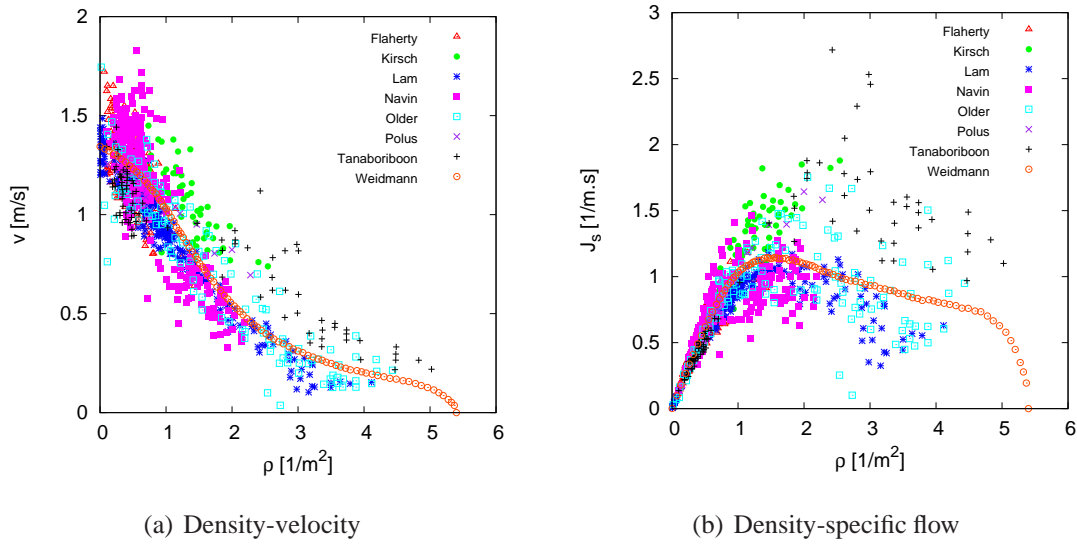 2
1.5
1
0.5
0
0 1 2 3 4 5 6
v [m/s]
ρ [1/m²]
Flaherty
Kirsch
Lam
Navin
Older
Polus
Tanaboriboon
Weidmann
(a) Density-velocity
3
2.5
2
1.5
1
0.5
0
0 1 2 3 4 5 6
Js [1/m.s]
ρ [1/m²]
Flaherty
Kirsch
Lam
Navin
Older
Polus
Tanaboriboon
Weidmann
(b) Density-specific flow